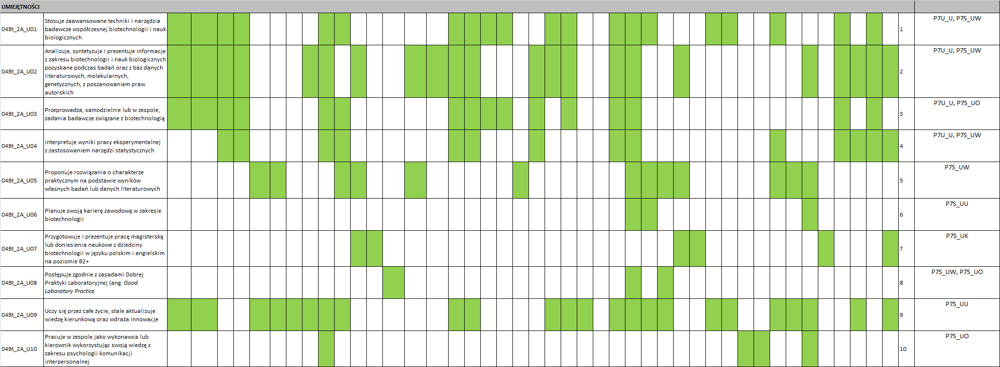 UMIEJĘTNOŚCI
04Bt_2A_U01
Stosuje zaawansowane techniki i narzędzia
badawcze współczesnej biotechnologii i nauk
biologicznych
1
P7U_U, P7S_UW
04Bt_2A_U02
Analizuje, syntetyzuje i prezentuje informacje
z zakresu biotechnologii i nauk biologicznych
pozyskane podczas badań oraz z baz danych
literaturowych, molekularnych,
genetycznych, z poszanowaniem praw
autorskich
2
P7U_U, P7S_UW
04Bt_2A_U03
Przeprowadza, samodzielnie lub w zespole,
zadania badawcze związane z biotechnologią
3
P7U_U, P7S_UO
04Bt_2A_U04
Interpretuje wyniki pracy eksperymentalnej
z zastosowaniem narzędzi statystycznych
4
P7U_U, P7S_UW
04Bt_2A_U05
Proponuje rozwiązania o charakterze
praktycznym na podstawie wyników
własnych badań lub danych literaturowych
5
P7S_UW
04Bt_2A_U06
Planuje swoją karierę zawodową w zakresie
biotechnologii
6
P7S_UU
04Bt_2A_U07
Przygotowuje i prezentuje pracę magisterską
lub doniesienia naukowe z dziedziny
biotechnologii w języku polskim i angielskim
na poziomie B2+
7
P7S_UK
04Bt_2A_U08
Postępuje zgodnie z zasadami Dobrej
Praktyki Laboratoryjnej (ang. Good
Laboratory Practice
8
P7S_UW, P7S_UO
04Bt_2A_U09
Uczy się przez całe życie, stale aktualizuje
wiedzę kierunkową oraz wdraża innowacje
9
P7S_UU
04Bt_2A_U10
Pracuje w zespole jako wykonawca lub
kierownik wykorzystując swoją wiedzę z
zakresu psychologii komunikacji
interpersonalnej
10
P7S_UO